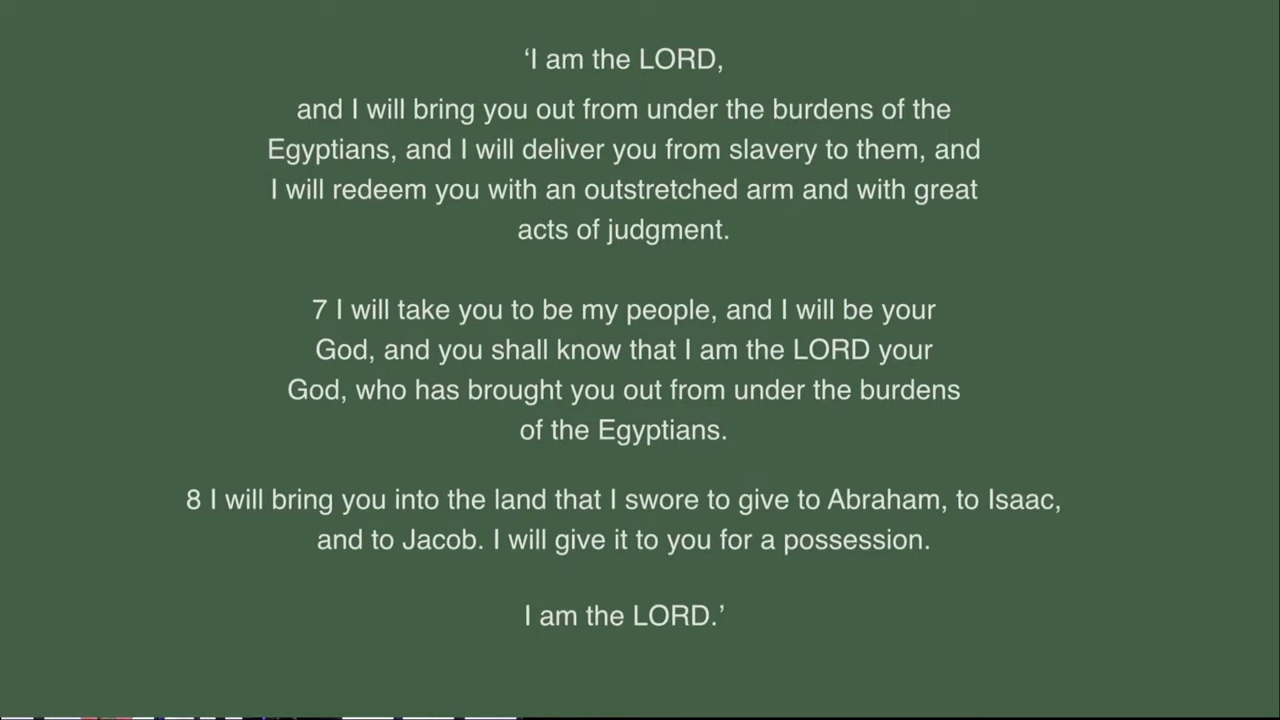 ‘I am the LORD,
and I will bring you out from under the burdens of the
Egyptians, and I will deliver you from slavery to them, and
I will redeem you with an outstretched arm and with great
acts of judgment.
7 I will take you to be my people, and I will be your
God, and you shall know that I am the LORD your
God, who has brought you out from under the burdens
of the Egyptians.
8 I will bring you into the land that I swore to give to Abraham, to Isaac,
and to Jacob. I will give it to you for a possession.
I am the LORD.’